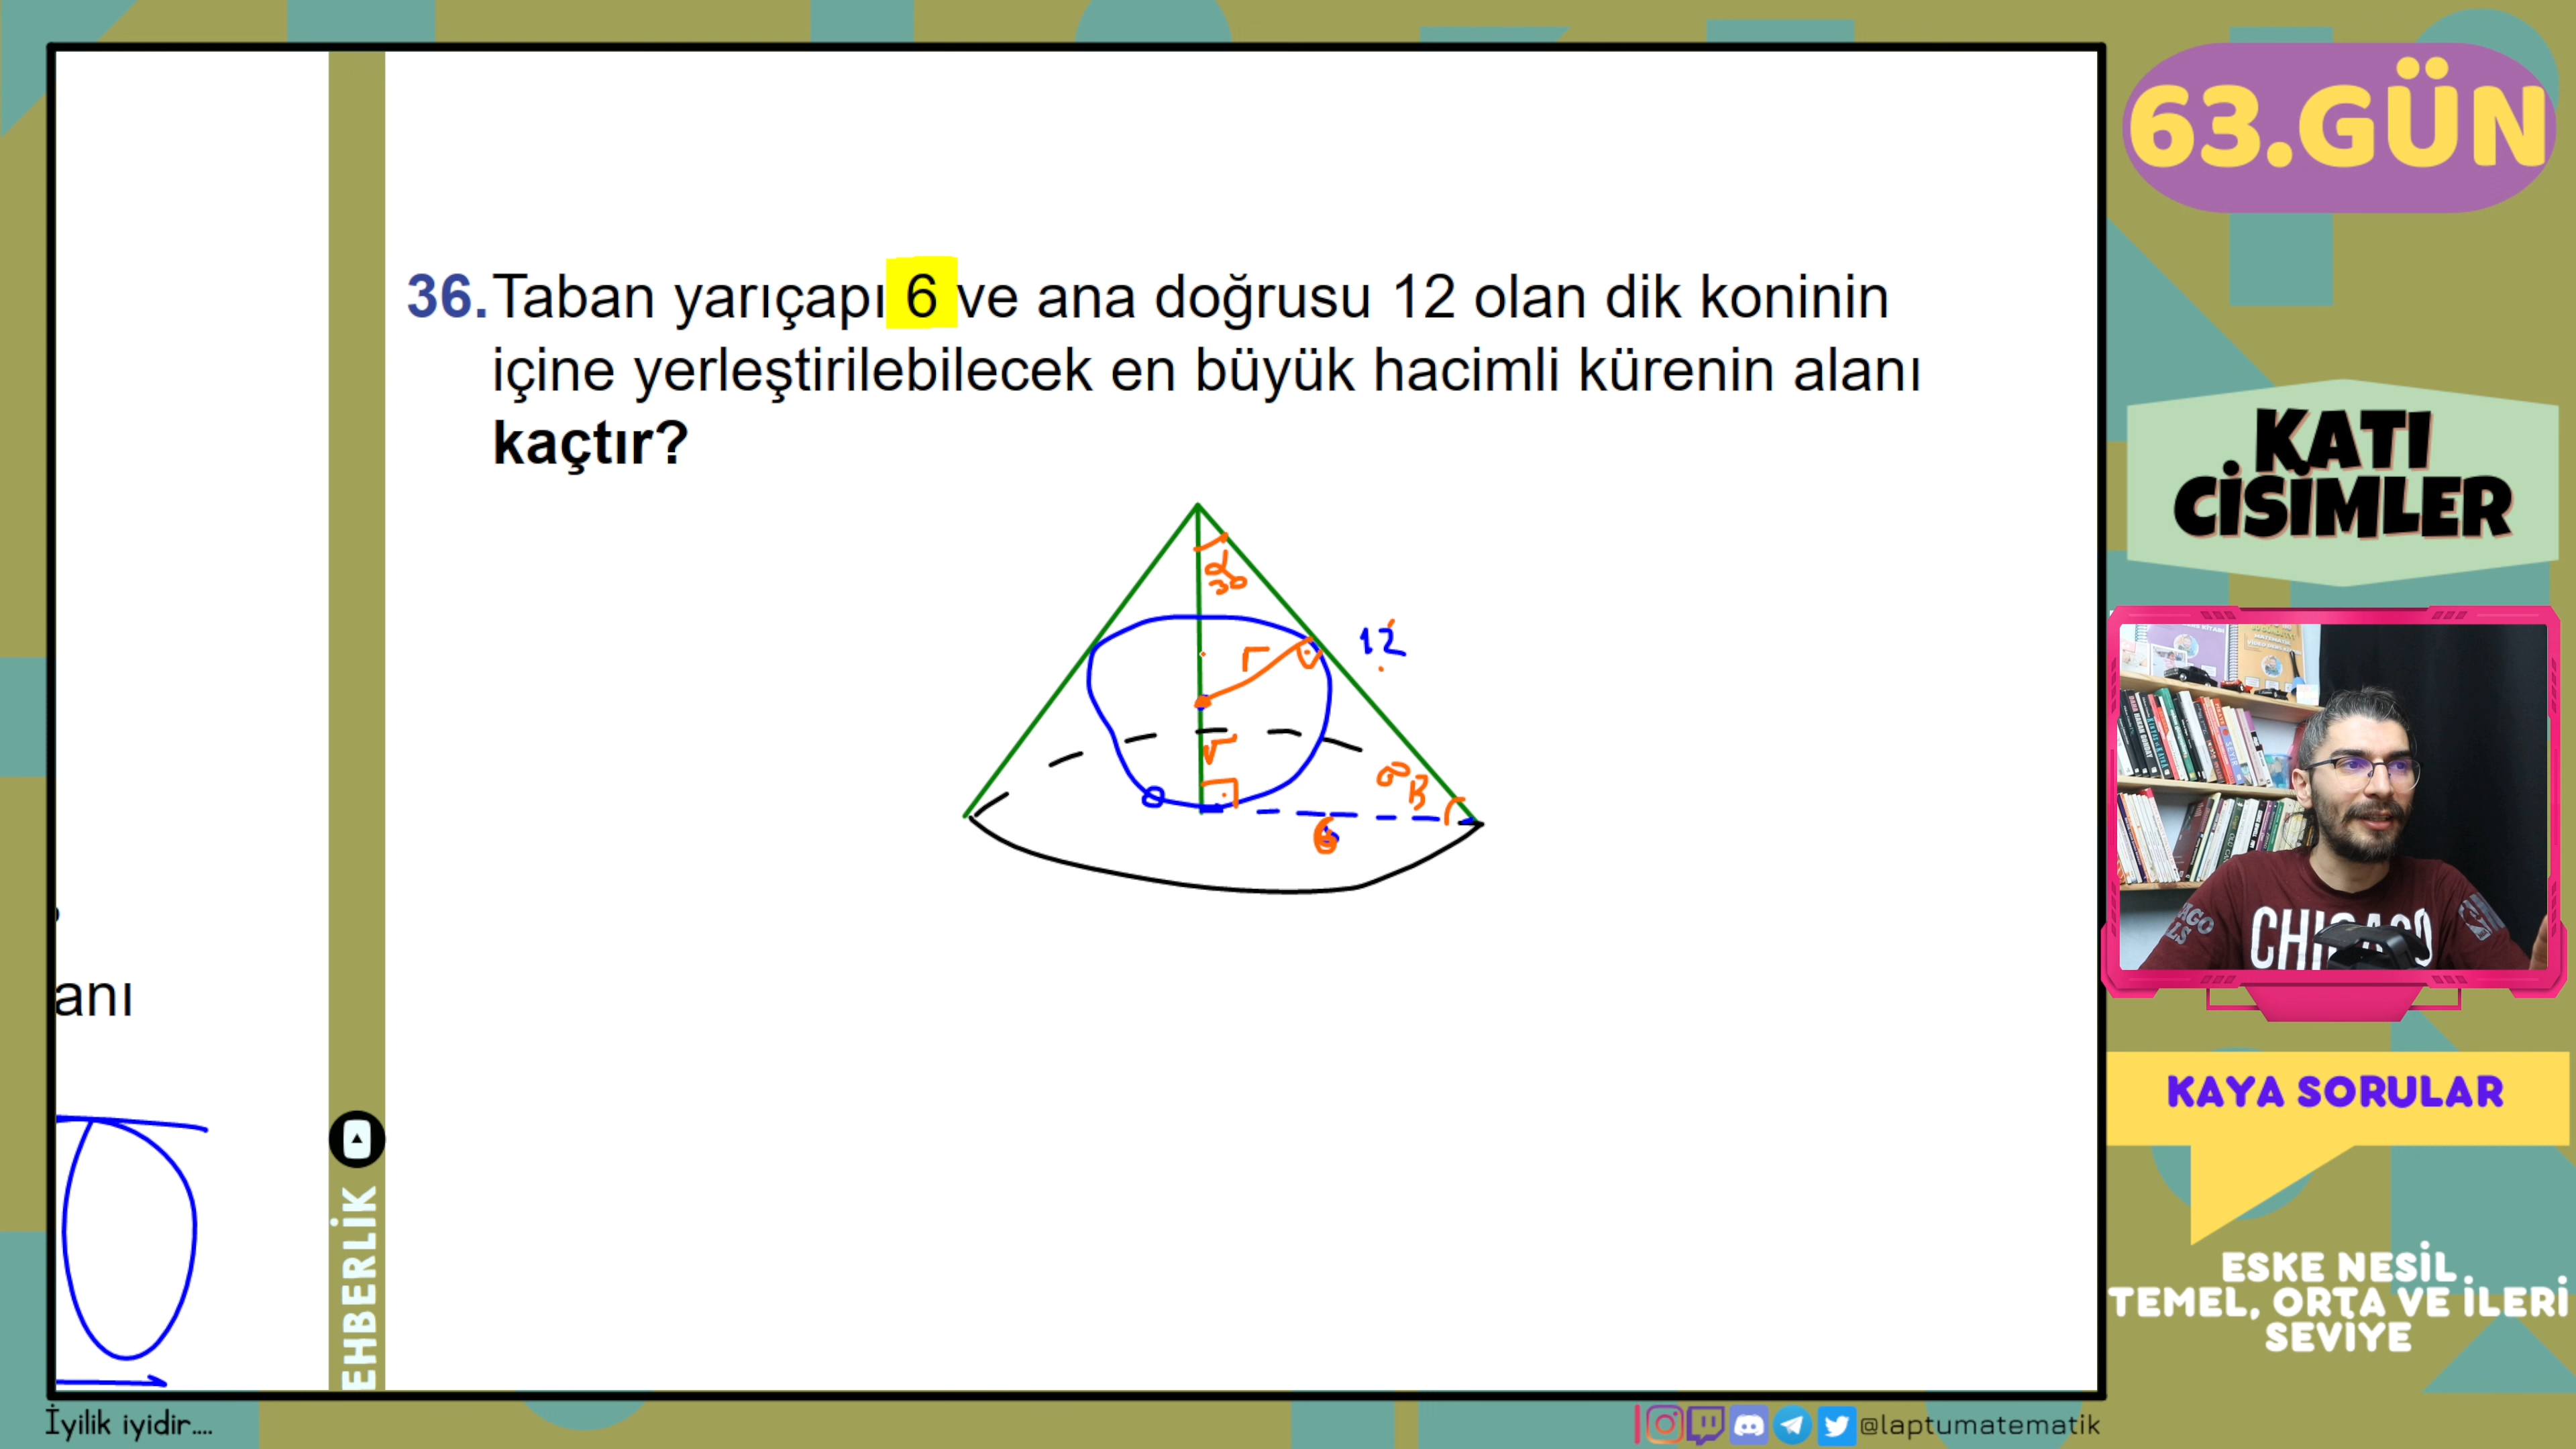 63.GÜN
36. Taban yarıçapı 6 ve ana doğrusu 12 olan dik koninin
içine yerleştirilebilecek en büyük hacimli kürenin alanı
kaçtır?
KATI
CİSİMLER
α
30
12
r
r
B
6
anı
EHBERLİK
CHICAGO
KAYA SORULAR
ESKE NESİL
TEMEL, ORTA VE İLERİ
SEVİYE
İyilik iyidir....
@laptumatematik